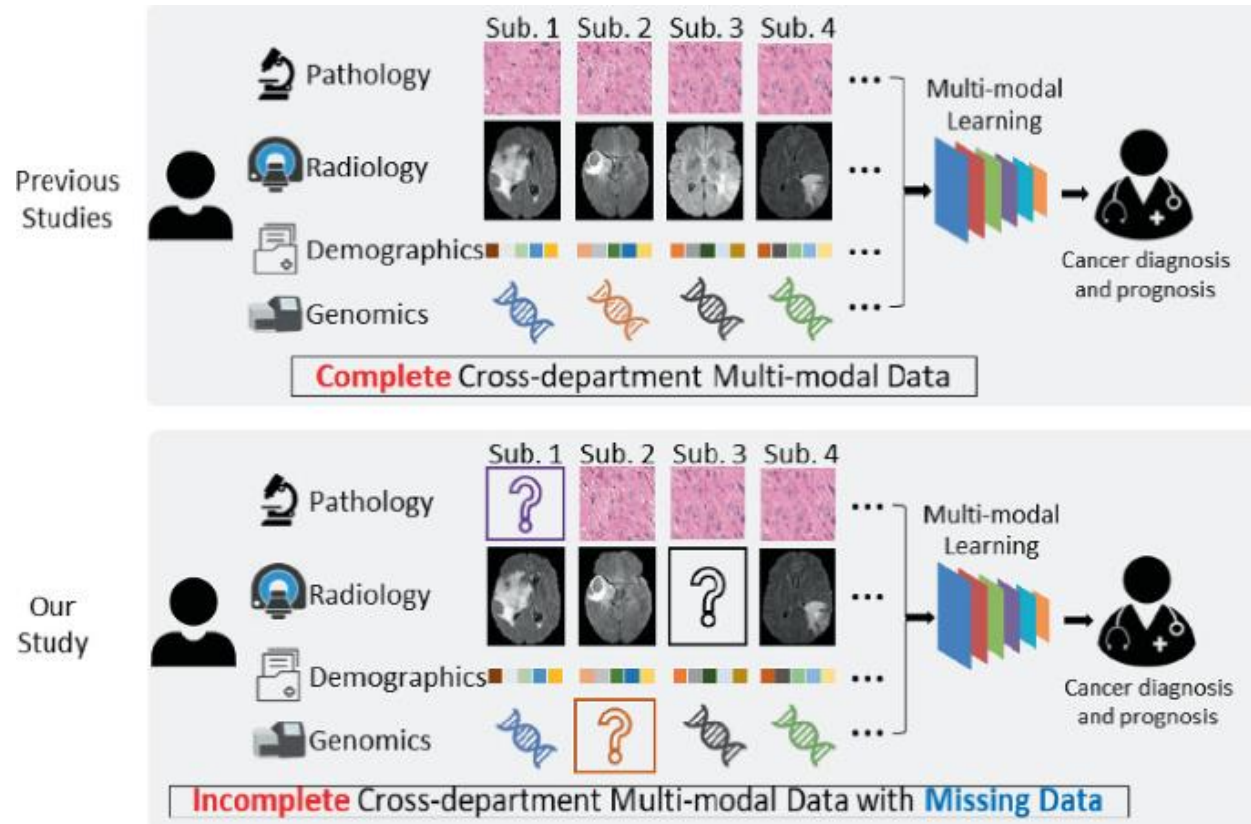 Previous
Studies
Sub. 1 Sub. 2 Sub. 3 Sub. 4
Pathology
...
Radiology
...
Demographics
...
Genomics
...
Multi-modal
Learning
Cancer diagnosis
and prognosis
Complete Cross-department Multi-modal Data
Our
Study
Sub. 1 Sub. 2 Sub. 3 Sub. 4
Pathology
?
...
Radiology
?
...
Demographics
...
Genomics
?
...
Multi-modal
Learning
Cancer diagnosis
and prognosis
Incomplete Cross-department Multi-modal Data with Missing Data